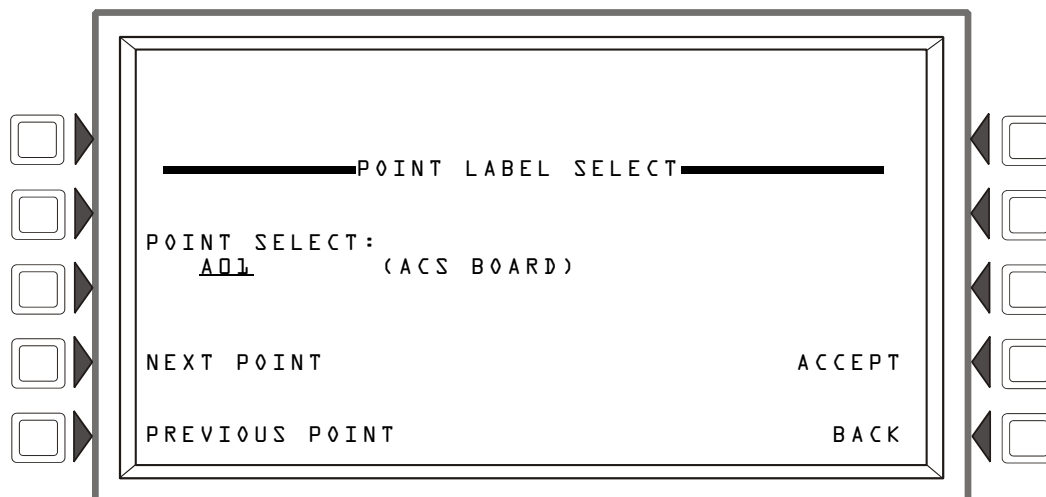 POINT LABEL SELECT
POINT SELECT:
A01 (ACS BOARD)
NEXT POINT ACCEPT
PREVIOUS POINT BACK